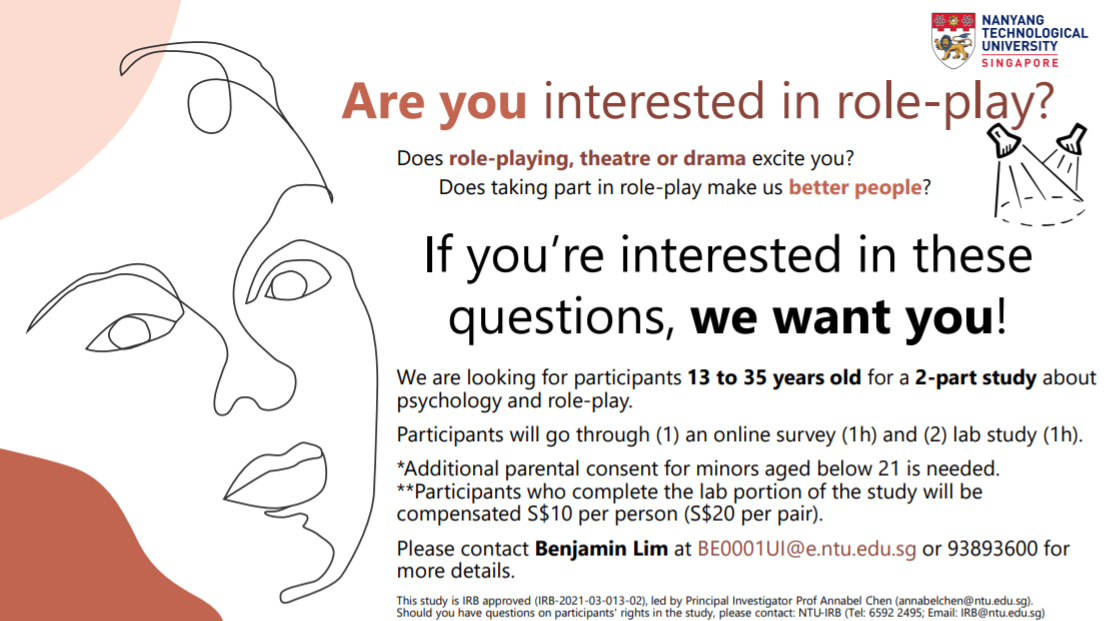 NANYANG
TECHNOLOGICAL
UNIVERSITY
SINGAPORE
Are you interested in role-play?
Does role-playing, theatre or drama excite you?
Does taking part in role-play make us better people?
If you’re interested in these
questions, we want you!
We are looking for participants 13 to 35 years old for a 2-part study about
psychology and role-play.
Participants will go through (1) an online survey (1h) and (2) lab study (1h).
*Additional parental consent for minors aged below 21 is needed.
**Participants who complete the lab portion of the study will be
compensated S$10 per person (S$20 per pair).
Please contact Benjamin Lim at BE0001UI@e.ntu.edu.sg or 93893600 for
more details.
This study is IRB approved (IRB-2021-03-013-02), led by Principal Investigator Prof Annabel Chen (annabelchen@ntu.edu.sg).
Should you have questions on participants' rights in the study, please contact: NTU-IRB (Tel: 6592 2495; Email: IRB@ntu.edu.sg)